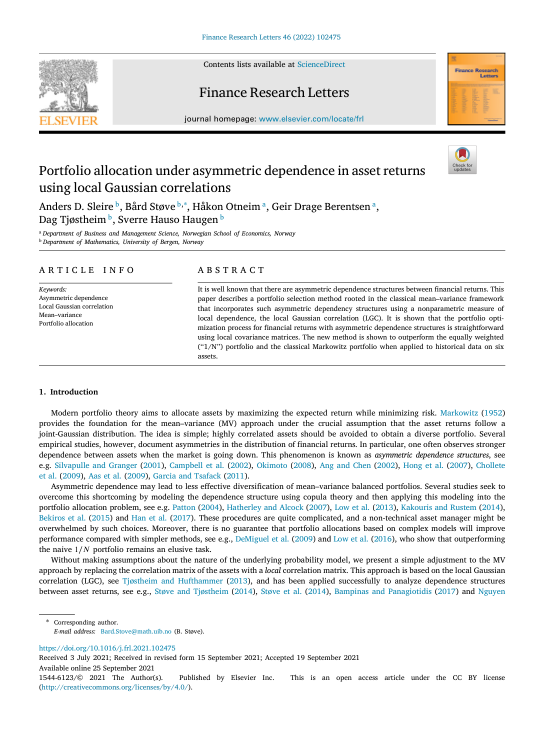 Finance Research Letters 46 (2022) 102475
Contents lists available at ScienceDirect
Finance Research Letters
journal homepage: www.elsevier.com/locate/frl
ELSEVIER
Finance Research
Letters
Check for
updates
Portfolio allocation under asymmetric dependence in asset returns
using local Gaussian correlations
Anders D. Sleire b, Bård Støve b,*, Håkon Otneim a, Geir Drage Berentsen a,
Dag Tjøstheim b, Sverre Hauso Haugen b
a Department of Business and Management Science, Norwegian School of Economics, Norway
b Department of Mathematics, University of Bergen, Norway
ARTICLE INFO
Keywords:
Asymmetric dependence
Local Gaussian correlation
Mean–variance
Portfolio allocation
ABSTRACT
It is well known that there are asymmetric dependence structures between financial returns. This
paper describes a portfolio selection method rooted in the classical mean–variance framework
that incorporates such asymmetric dependency structures using a nonparametric measure of
local dependence, the local Gaussian correlation (LGC). It is shown that the portfolio opti-
mization process for financial returns with asymmetric dependence structures is straightforward
using local covariance matrices. The new method is shown to outperform the equally weighted
(“1/N”) portfolio and the classical Markowitz portfolio when applied to historical data on six
assets.
1. Introduction
Modern portfolio theory aims to allocate assets by maximizing the expected return while minimizing risk. Markowitz (1952)
provides the foundation for the mean–variance (MV) approach under the crucial assumption that the asset returns follow a
joint-Gaussian distribution. The idea is simple; highly correlated assets should be avoided to obtain a diverse portfolio. Several
empirical studies, however, document asymmetries in the distribution of financial returns. In particular, one often observes stronger
dependence between assets when the market is going down. This phenomenon is known as asymmetric dependence structures, see
e.g. Silvapulle and Granger (2001), Campbell et al. (2002), Okimoto (2008), Ang and Chen (2002), Hong et al. (2007), Chollete
et al. (2009), Aas et al. (2009), Garcia and Tsafack (2011).
Asymmetric dependence may lead to less effective diversification of mean–variance balanced portfolios. Several studies seek to
overcome this shortcoming by modeling the dependence structure using copula theory and then applying this modeling into the
portfolio allocation problem, see e.g. Patton (2004), Hatherley and Alcock (2007), Low et al. (2013), Kakouris and Rustem (2014),
Bekiros et al. (2015) and Han et al. (2017). These procedures are quite complicated, and a non-technical asset manager might be
overwhelmed by such choices. Moreover, there is no guarantee that portfolio allocations based on complex models will improve
performance compared with simpler methods, see e.g., DeMiguel et al. (2009) and Low et al. (2016), who show that outperforming
the naive 1/N portfolio remains an elusive task.
Without making assumptions about the nature of the underlying probability model, we present a simple adjustment to the MV
approach by replacing the correlation matrix of the assets with a local correlation matrix. This approach is based on the local Gaussian
correlation (LGC), see Tjøstheim and Hufthammer (2013), and has been applied successfully to analyze dependency structures
between asset returns, see e.g., Støve and Tjøstheim (2014), Støve et al. (2014), Bampinas and Panagiotidis (2017) and Nguyen
* Corresponding author.
E-mail address: Bard.Stove@math.uib.no (B. Støve).
https://doi.org/10.1016/j.frl.2021.102475
Received 3 July 2021; Received in revised form 15 September 2021; Accepted 19 September 2021
Available online 25 September 2021
1544-6123/© 2021 The Author(s). Published by Elsevier Inc. This is an open access article under the CC BY license
(http://creativecommons.org/licenses/by/4.0/).